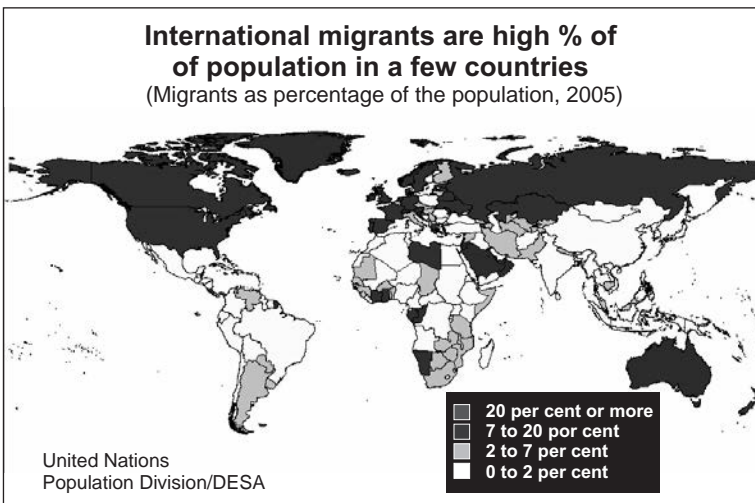 International migrants are high % of
of population in a few countries
(Migrants as percentage of the population, 2005)
20 per cent or more
7 to 20 por cent
2 to 7 per cent
0 to 2 per cent
United Nations
Population Division/DESA